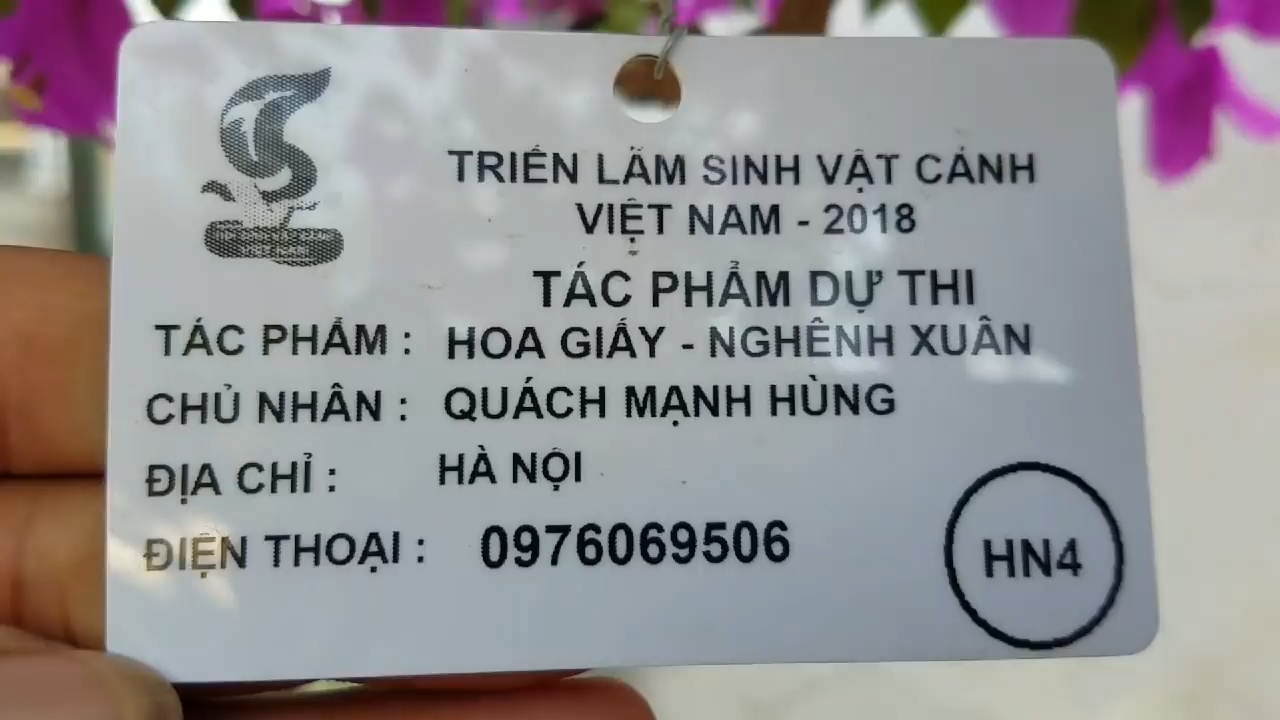 TRIỂN LÃM SINH VẬT CẢNH
VIỆT NAM - 2018
TÁC PHẨM DỰ THI
TÁC PHẨM : HOA GIẤY - NGHÊNH XUÂN
CHỦ NHÂN : QUÁCH MẠNH HÙNG
ĐỊA CHỈ : HÀ NỘI
ĐIỆN THOẠI : 0976069506
HN4